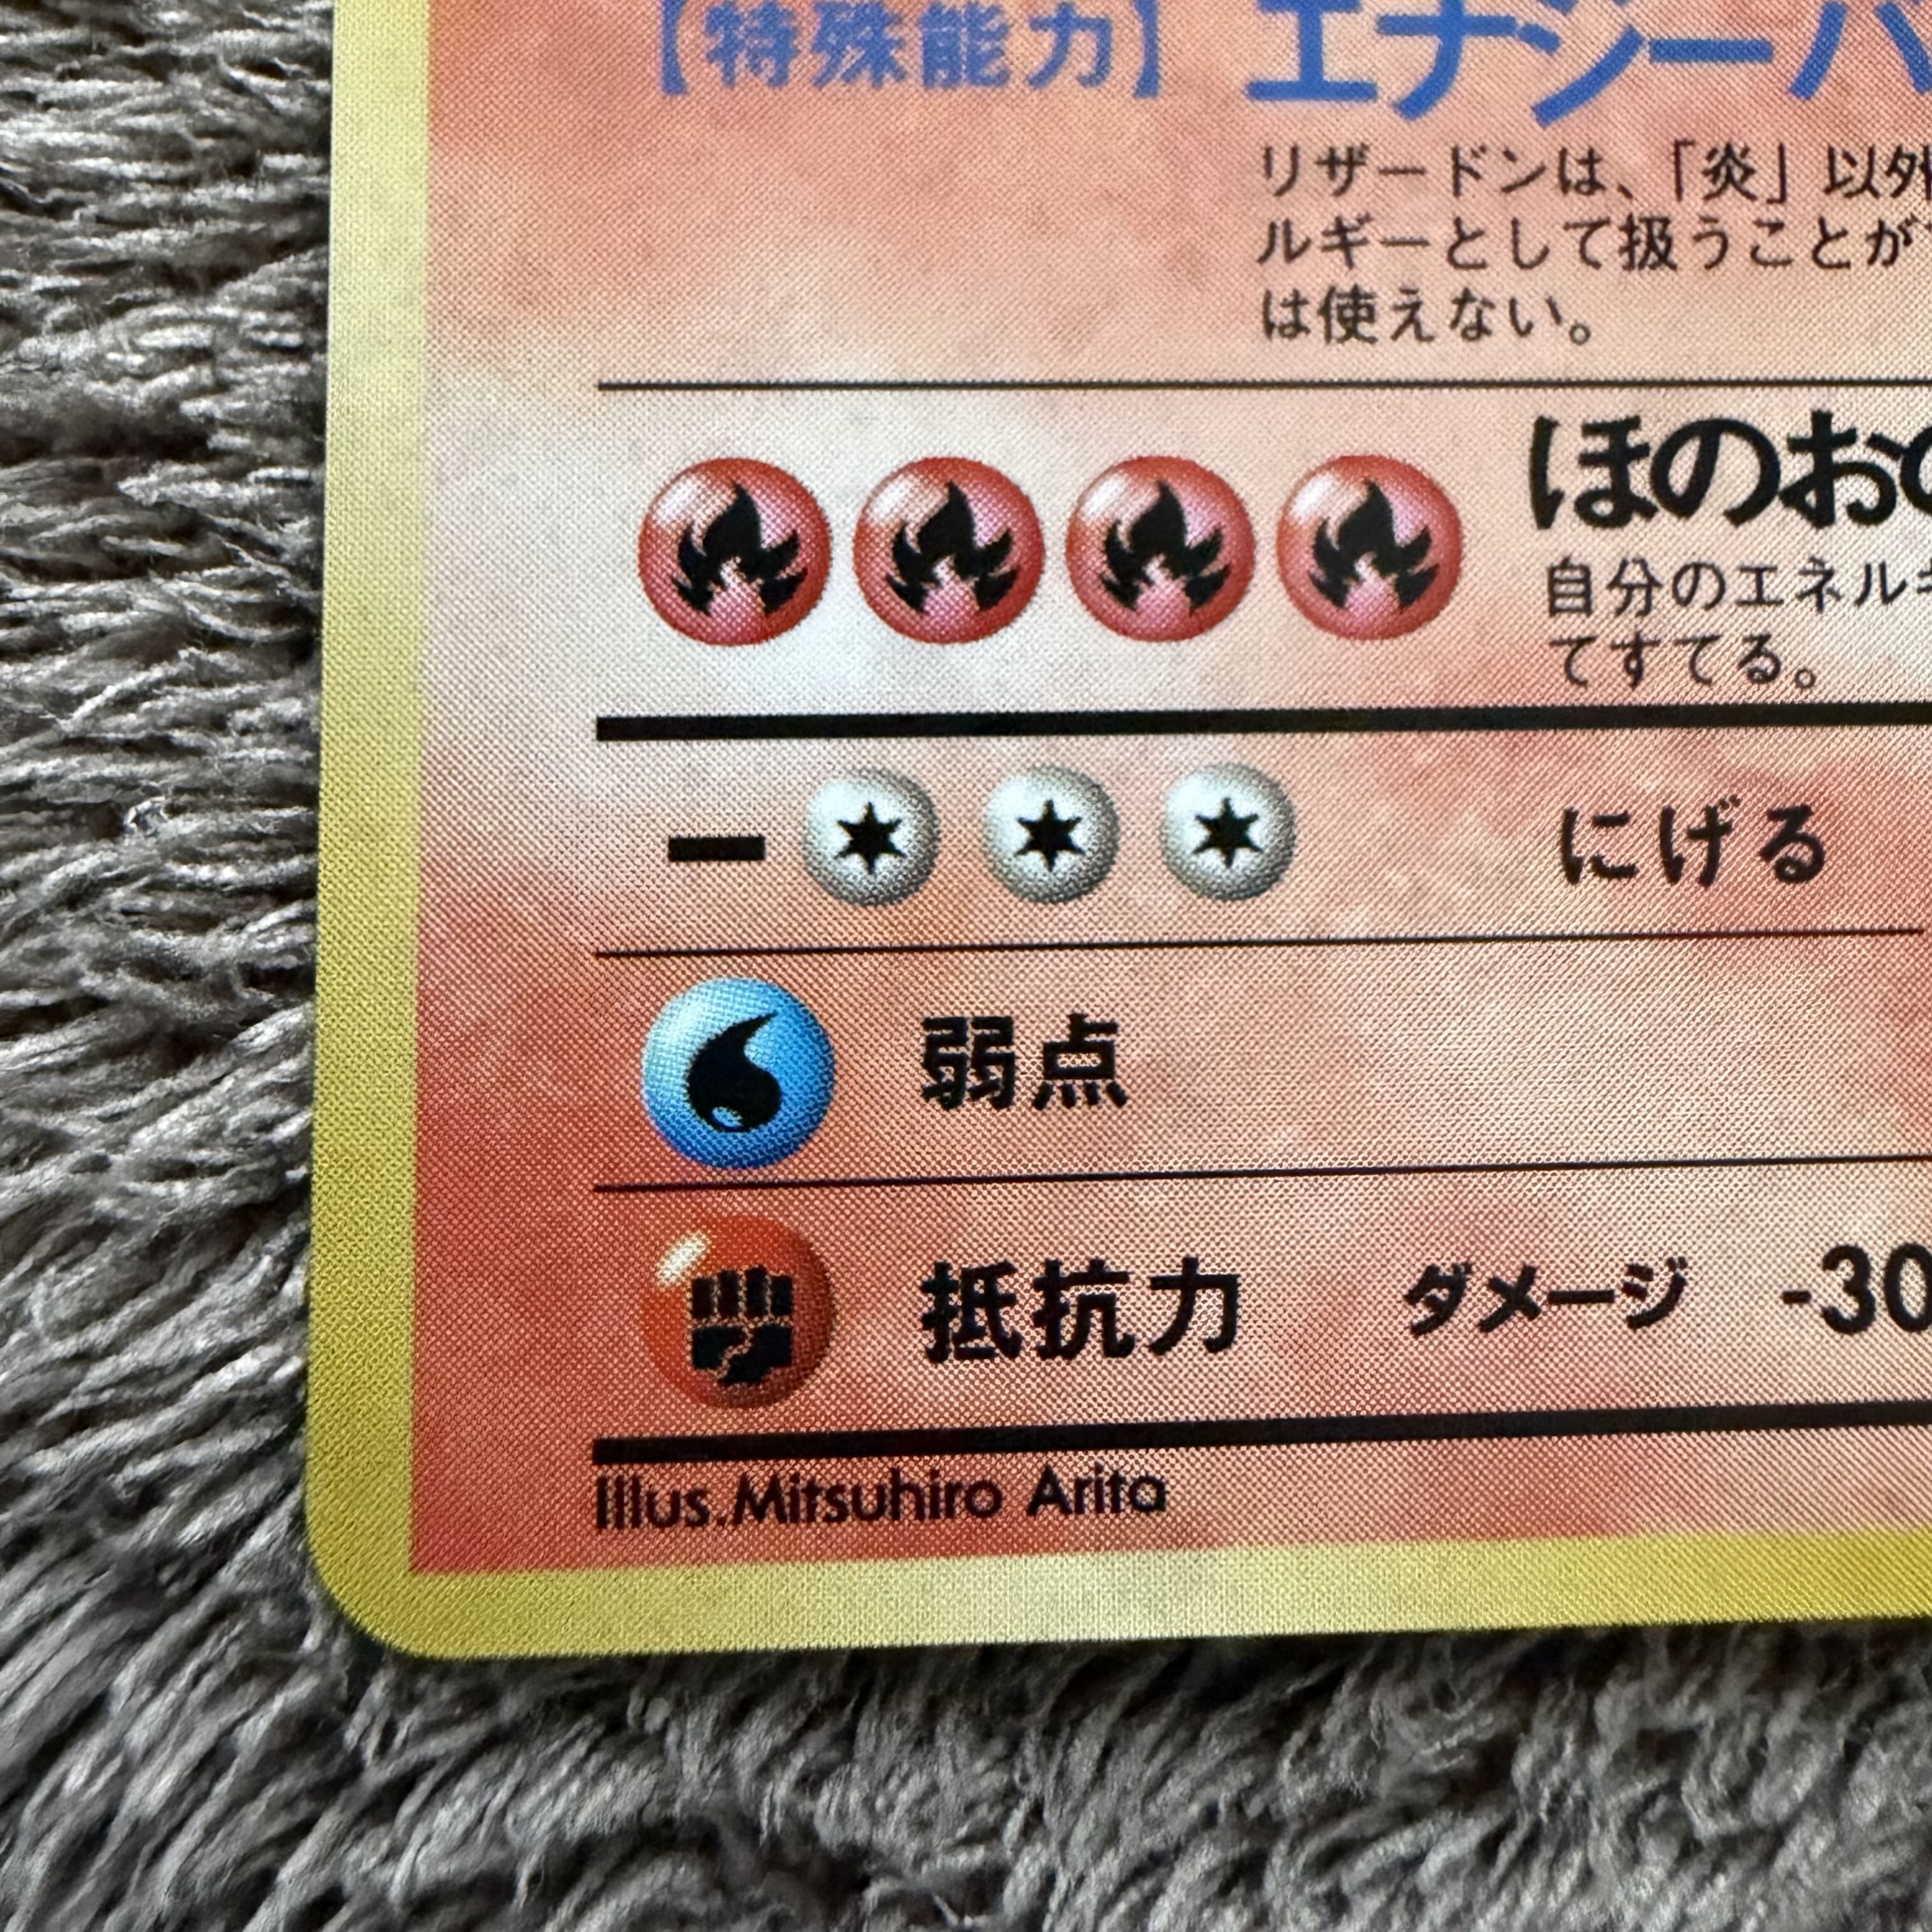 【特殊能力】 エナジーバ
リザードンは、「炎」以外
ルギーとして扱うことが
は使えない。
ほのおの
自分のエネルギ
てすてる。
にげる
弱点
抵抗力 ダメージ -30
Illus.Mitsuhiro Arita